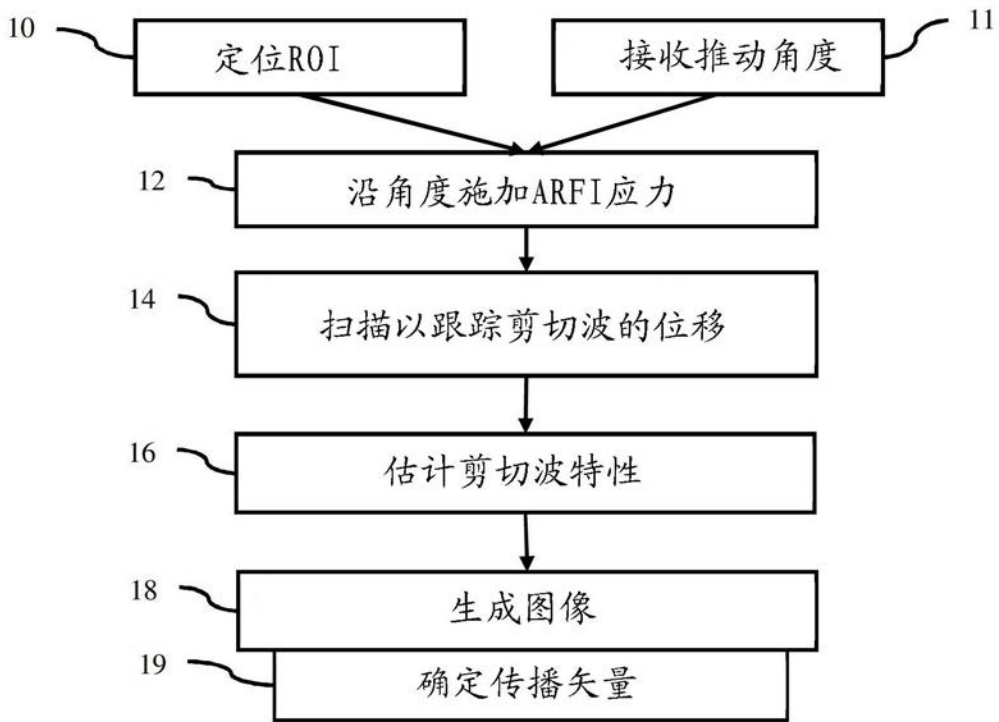 10
定位ROI
接收推动角度
11
12
沿角度施加ARFI应力
14
扫描以跟踪剪切波的位移
16
估计剪切波特性
18
生成图像
19
确定传播矢量